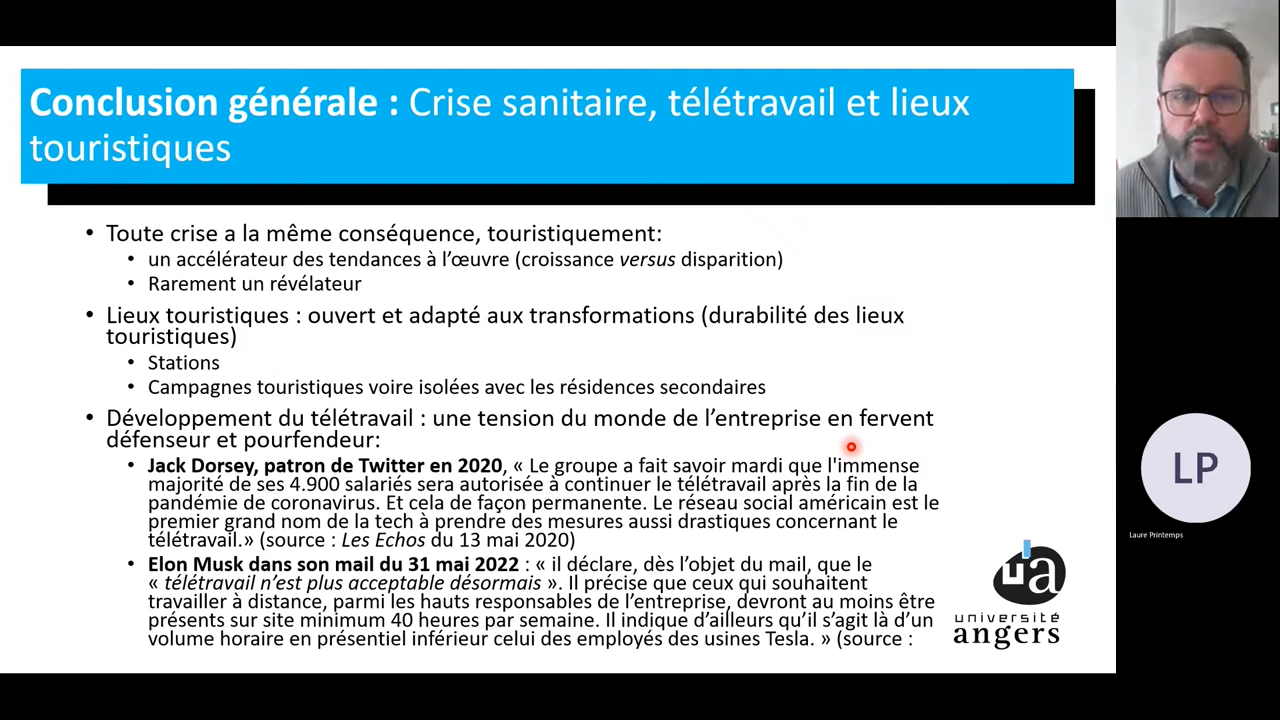 Conclusion générale : Crise sanitaire, télétravail et lieux
touristiques
• Toute crise a la même conséquence, touristiquement:
• un accélérateur des tendances à l'œuvre (croissance versus disparition)
• Rarement un révélateur
• Lieux touristiques : ouvert et adapté aux transformations (durabilité des lieux
touristiques)
• Stations
• Campagnes touristiques voire isolées avec les résidences secondaires
• Développement du télétravail : une tension du monde de l'entreprise en fervent
défenseur et pourfendeur:
• Jack Dorsey, patron de Twitter en 2020, « Le groupe a fait savoir mardi que l'immense
majorité de ses 4.900 salariés sera autorisée à continuer le télétravail après la fin de la
pandémie de coronavirus. Et cela de façon permanente. Le réseau social américain est le
premier grand nom de la tech à prendre des mesures aussi drastiques concernant le
télétravail.» (source : Les Echos du 13 mai 2020)
• Elon Musk dans son mail du 31 mai 2022 : « il déclare, dès l'objet du mail, que le
« télétravail n'est plus acceptable désormais ». Il précise que ceux qui souhaitent
travailler à distance, parmi les hauts responsables de l'entreprise, devront au moins être
présents sur site minimum 40 heures par semaine. Il indique d'ailleurs qu'il s'agit là d'un
volume horaire en présentiel inférieur celui des employés des usines Tesla. » (source :
ua
université
angers
LP
Laure Printemps